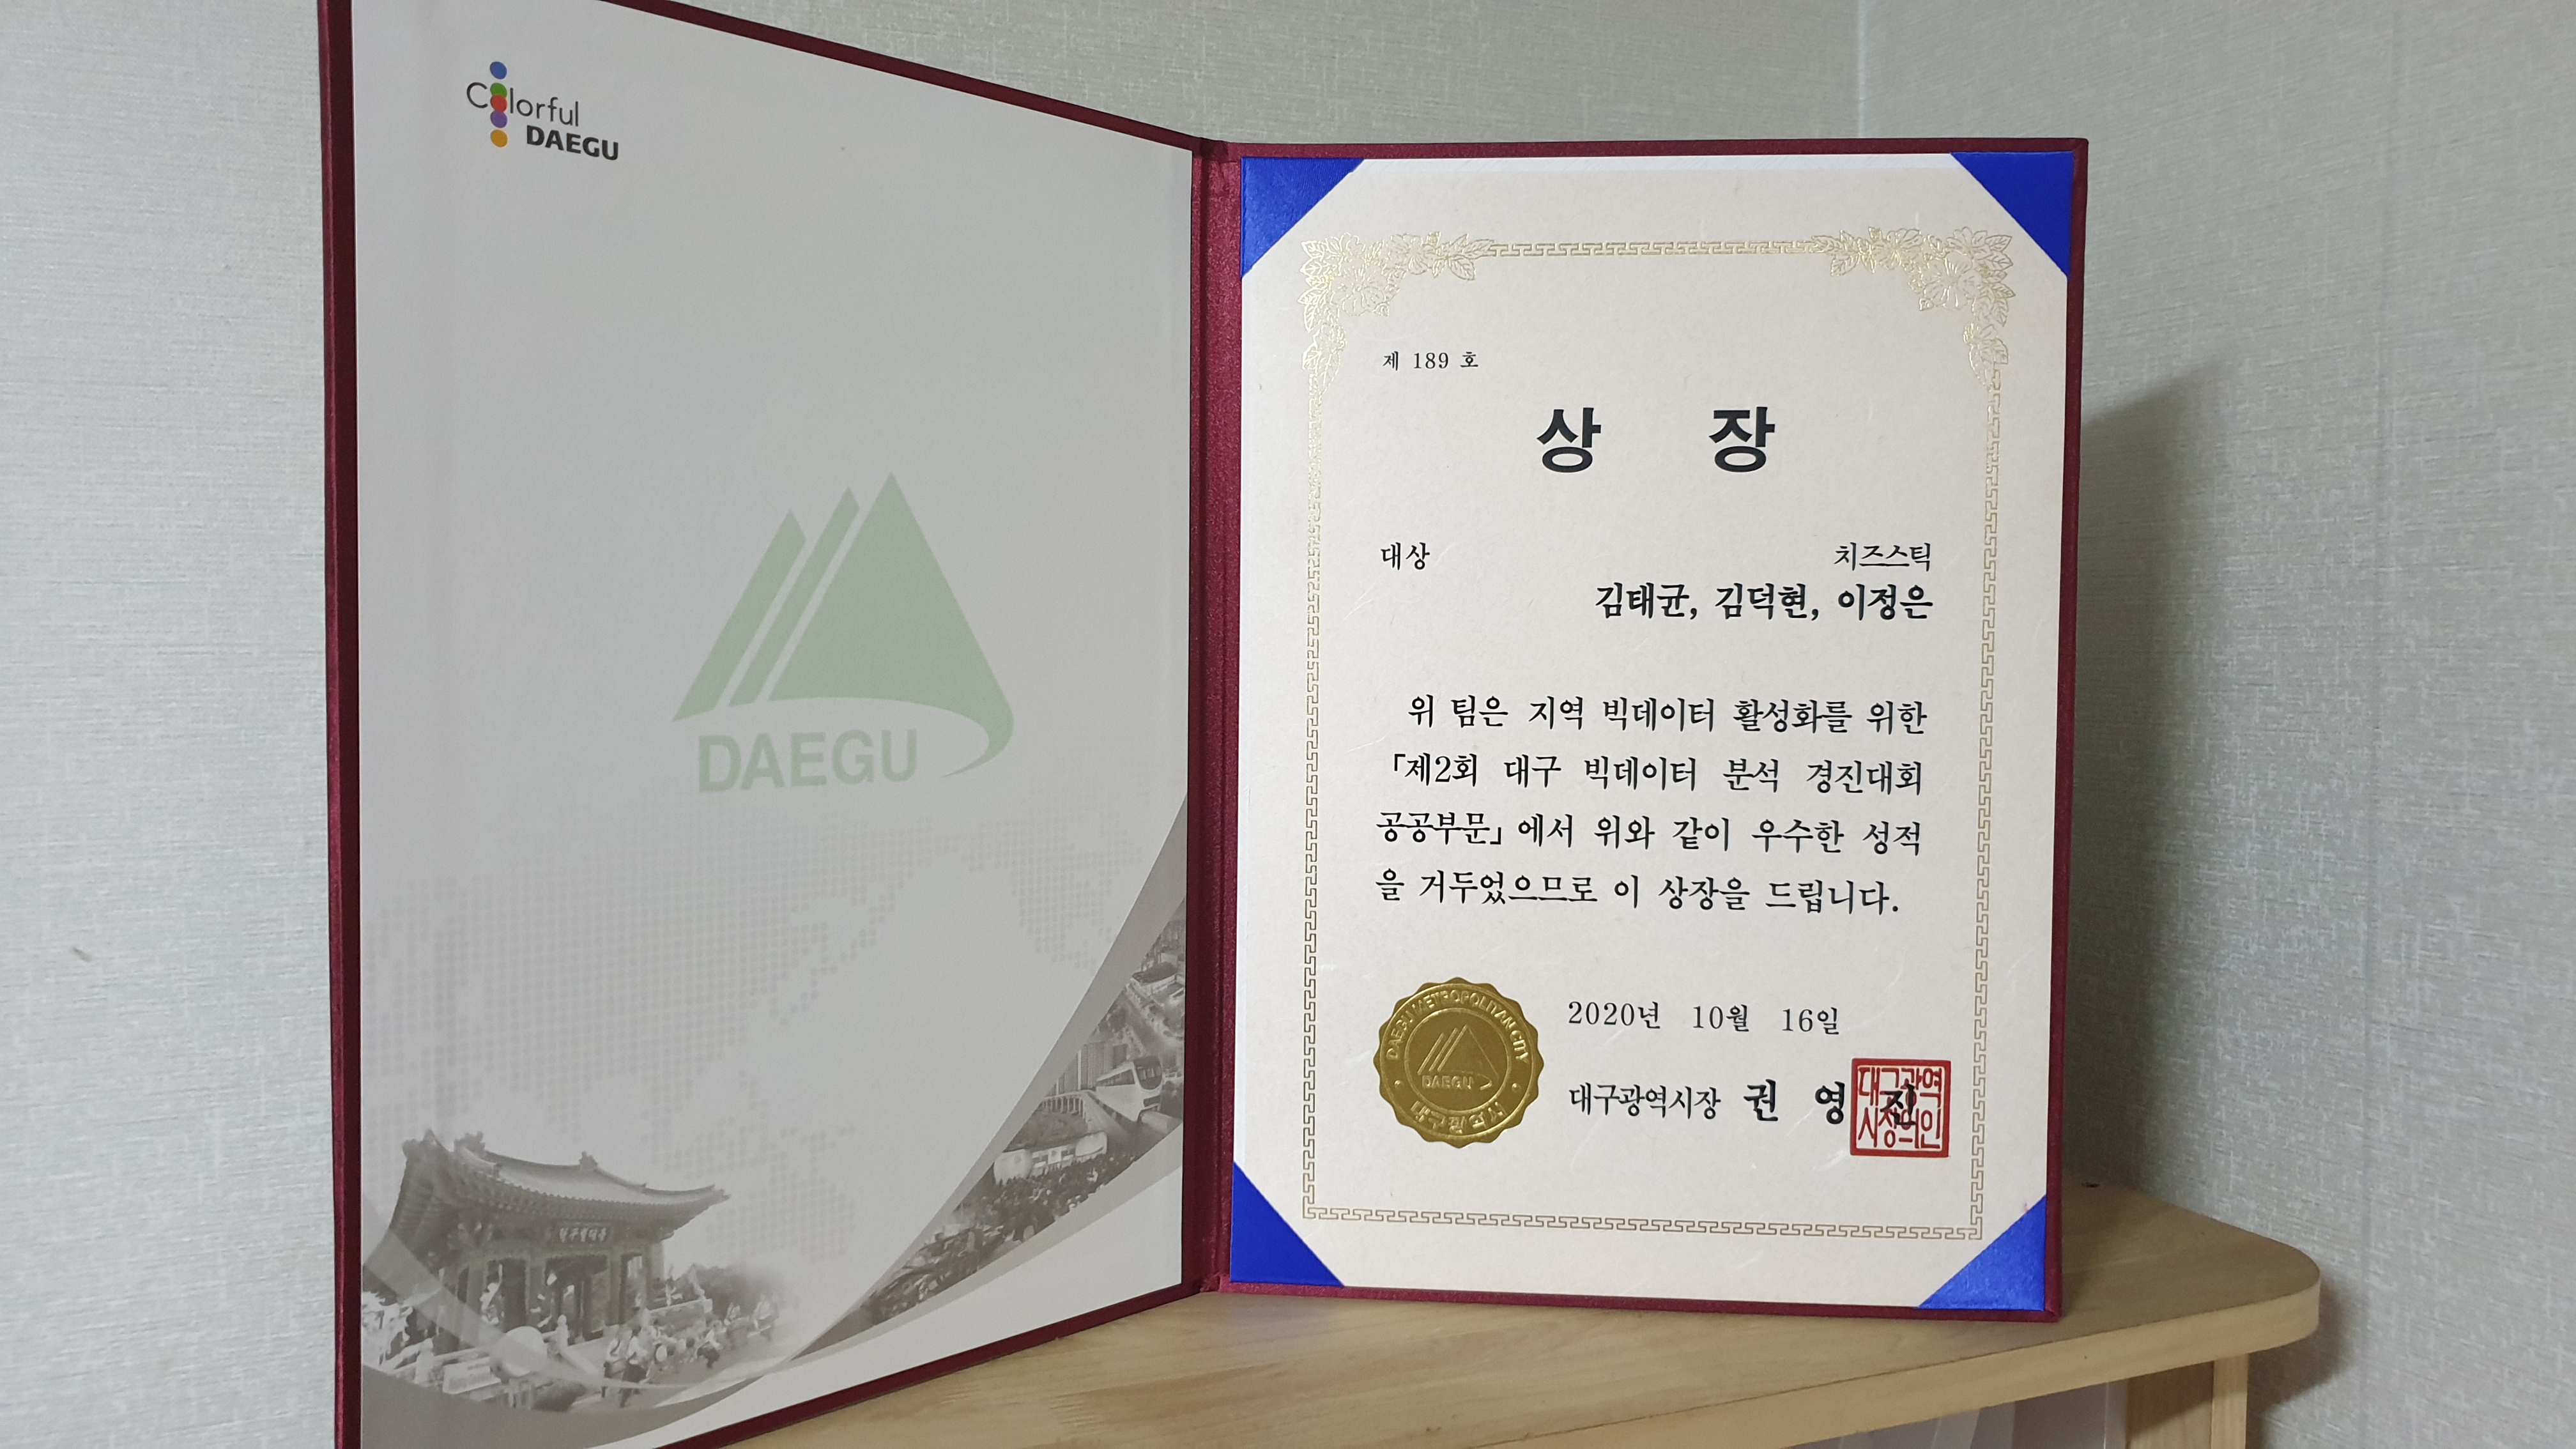 Colorful
DAEGU
DAEGU
제 189 호
상 장
대상 치즈스틱
김태균, 김덕현, 이정은
위 팀은 지역 빅데이터 활성화를 위한
「제2회 대구 빅데이터 분석 경진대회
공공부문」에서 위와 같이 우수한 성적
을 거두었으므로 이 상장을 드립니다.
DAEGU METROPOLITAN CITY
DAEGU
대구광역시
2020년 10월 16일
대구광역시장 권 영 진
대구광역
시장의인